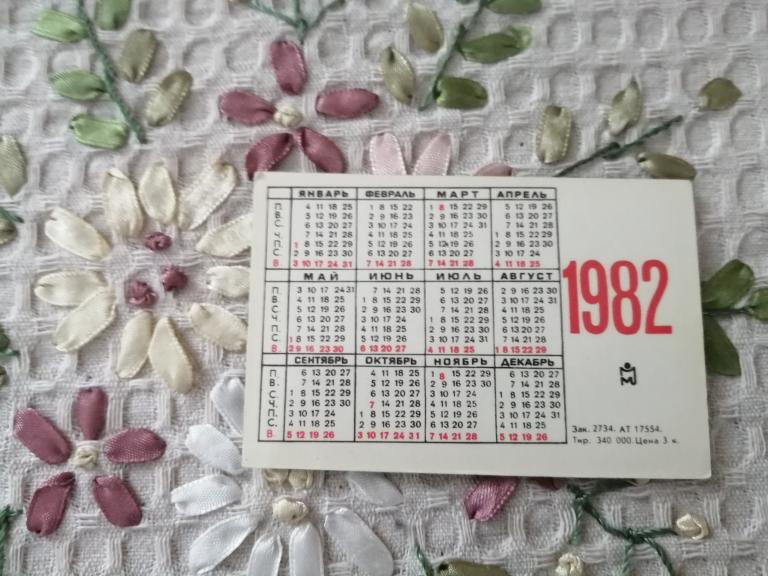 ЯНВАРЬ ФЕВРАЛЬ МАРТ АПРЕЛЬ
П. 4 11 18 25 1 8 15 22 1 8 15 22 29 5 12 19 26
В. 5 12 19 26 2 9 16 23 2 9 16 23 30 6 13 20 27
С. 6 13 20 27 3 10 17 24 3 10 17 24 31 7 14 21 28
Ч. 7 14 21 28 4 11 18 25 4 11 18 25 1 8 15 22 29
П. 1 8 15 22 29 5 12 19 26 5 12 19 26 2 9 16 23 30
С. 2 9 16 23 30 6 13 20 27 6 13 20 27 3 10 17 24
В 3 10 17 24 31 7 14 21 28 7 14 21 28 4 11 18 25
МАЙ ИЮНЬ ИЮЛЬ АВГУСТ
П. 3 10 17 24 31 7 14 21 28 5 12 19 26 2 9 16 23 30
В. 4 11 18 25 1 8 15 22 29 6 13 20 27 3 10 17 24 31
С. 5 12 19 26 2 9 16 23 30 7 14 21 28 4 11 18 25
Ч. 6 13 20 27 3 10 17 24 1 8 15 22 29 5 12 19 26
П. 7 14 21 28 4 11 18 25 2 9 16 23 30 6 13 20 27
С. 1 8 15 22 29 5 12 19 26 3 10 17 24 31 7 14 21 28
В 2 9 16 23 30 6 13 20 27 4 11 18 25 1 8 15 22 29
СЕНТЯБРЬ ОКТЯБРЬ НОЯБРЬ ДЕКАБРЬ
П. 6 13 20 27 4 11 18 25 1 8 15 22 29 6 13 20 27
В. 7 14 21 28 5 12 19 26 2 9 16 23 30 7 14 21 28
С. 1 8 15 22 29 6 13 20 27 3 10 17 24 1 8 15 22 29
Ч. 2 9 16 23 30 7 14 21 28 4 11 18 25 2 9 16 23 30
П. 3 10 17 24 1 8 15 22 29 5 12 19 26 3 10 17 24 31
С. 4 11 18 25 2 9 16 23 30 6 13 20 27 4 11 18 25
В. 5 12 19 26 3 10 17 24 31 7 14 21 28 5 12 19 26
1982
Зак. 2734. АТ 17554.
Тир. 340 000. Цена 3 к.